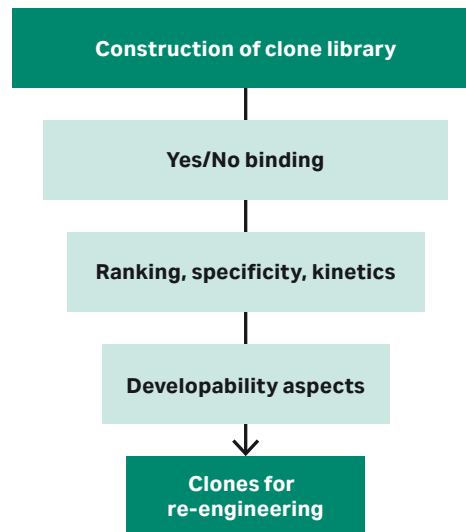 Construction of clone library
Yes/No binding
Ranking, specificity, kinetics
Developability aspects
Clones for
re-engineering